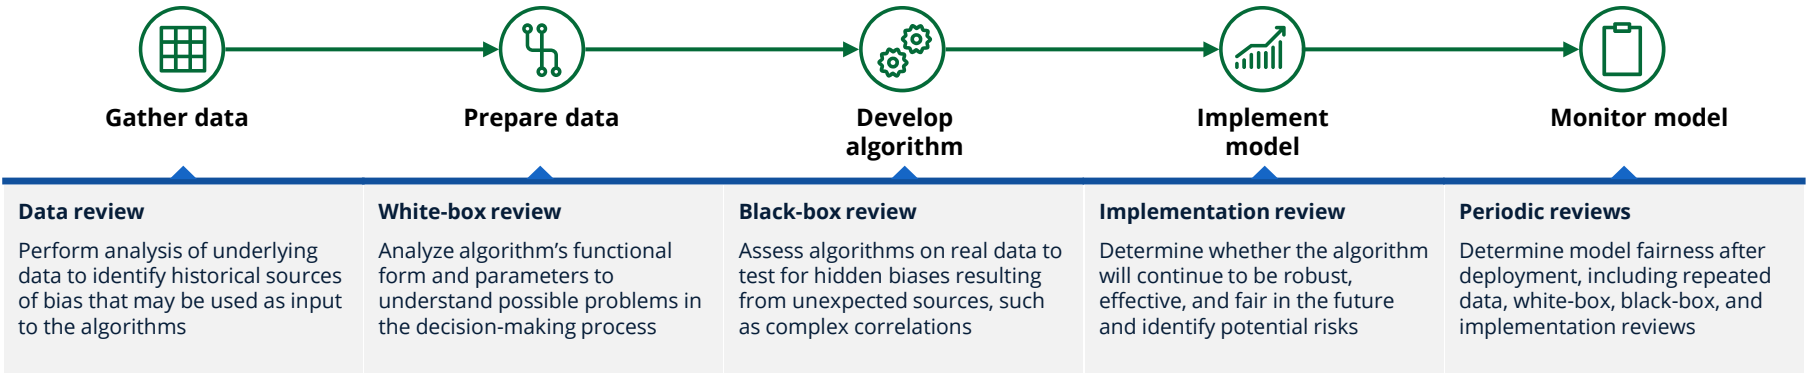 Gather data
Prepare data
Develop
algorithm
Implement
model
Monitor model
Data review
Perform analysis of underlying
data to identify historical sources
of bias that may be used as input
to the algorithms
White-box review
Analyze algorithm’s functional
form and parameters to
understand possible problems in
the decision-making process
Black-box review
Assess algorithms on real data to
test for hidden biases resulting
from unexpected sources, such
as complex correlations
Implementation review
Determine whether the algorithm
will continue to be robust,
effective, and fair in the future
and identify potential risks
Periodic reviews
Determine model fairness after
deployment, including repeated
data, white-box, black-box, and
implementation reviews